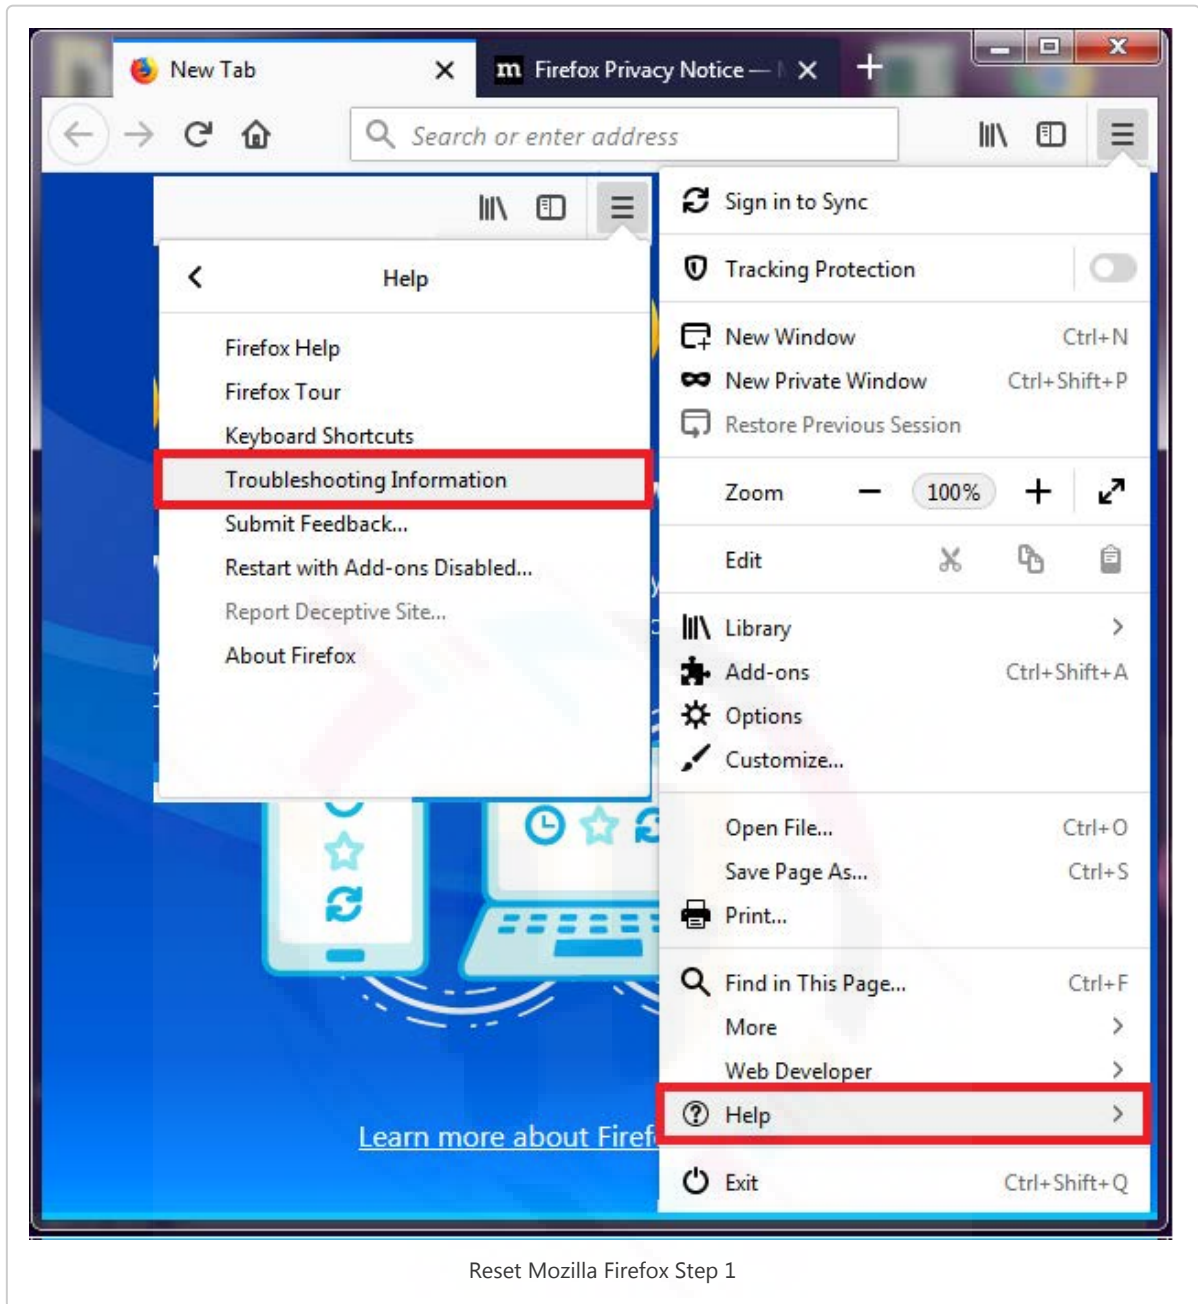 New Tab
m Firefox Privacy Notice —
Search or enter address
Sign in to Sync
Tracking Protection
New Window Ctrl+N
New Private Window Ctrl+Shift+P
Restore Previous Session
Zoom 100%
Edit
Library
Add-ons Ctrl+Shift+A
Options
Customize...
Open File... Ctrl+O
Save Page As... Ctrl+S
Print...
Find in This Page... Ctrl+F
More
Web Developer
Help
Exit Ctrl+Shift+Q
Help
Firefox Help
Firefox Tour
Keyboard Shortcuts
Troubleshooting Information
Submit Feedback...
Restart with Add-ons Disabled...
Report Deceptive Site...
About Firefox
Learn more about Firef
Reset Mozilla Firefox Step 1